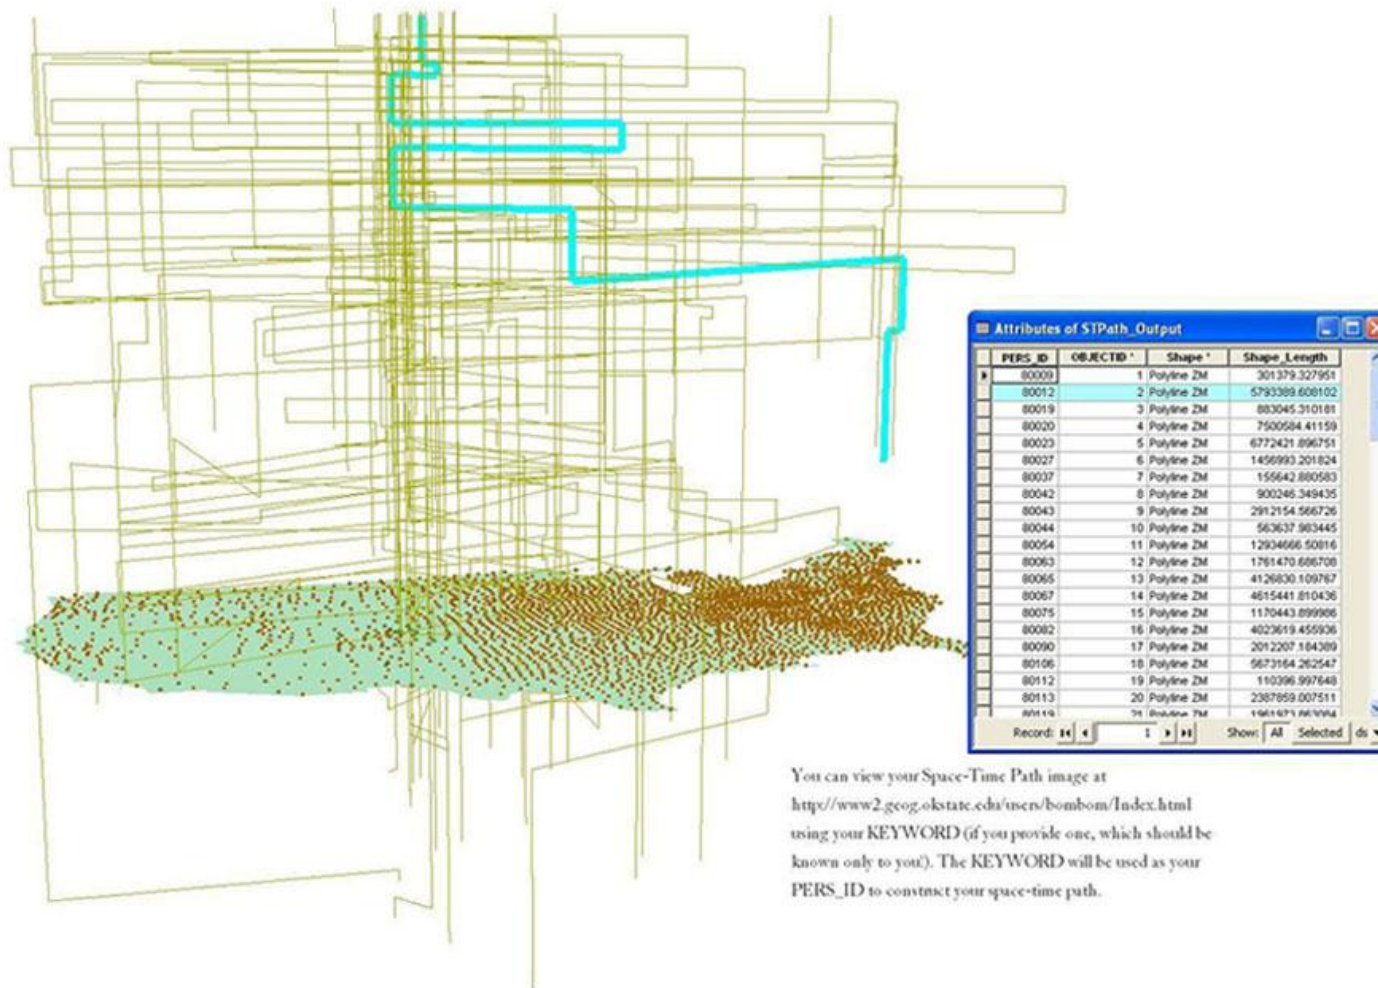 Attributes of STPath_Output
PERS_ID OBJECTID * Shape * Shape_Length
80009 1 Polyline ZM 301379.327951
80012 2 Polyline ZM 5793389.608102
80019 3 Polyline ZM 883045.310181
80020 4 Polyline ZM 7500584.41159
80023 5 Polyline ZM 6772421.896751
80027 6 Polyline ZM 1456993.201824
80037 7 Polyline ZM 155642.880583
80042 8 Polyline ZM 900246.349435
80043 9 Polyline ZM 2912154.566726
80044 10 Polyline ZM 563637.983445
80054 11 Polyline ZM 12934666.50816
80063 12 Polyline ZM 1761470.686708
80065 13 Polyline ZM 4126830.109767
80067 14 Polyline ZM 4615441.810436
80075 15 Polyline ZM 1170443.899986
80082 16 Polyline ZM 4023619.455936
80090 17 Polyline ZM 2012207.184389
80106 18 Polyline ZM 5673164.262547
80112 19 Polyline ZM 110396.997648
80113 20 Polyline ZM 2387859.007511
80119 21 Polyline ZM
Record: 1 Show: All Selected ds
You can view your Space-Time Path image at
http://www2.geog.okstate.edu/users/bombom/Index.html
using your KEYWORD (if you provide one, which should be
known only to you!). The KEYWORD will be used as your
PERS_ID to construct your space-time path.